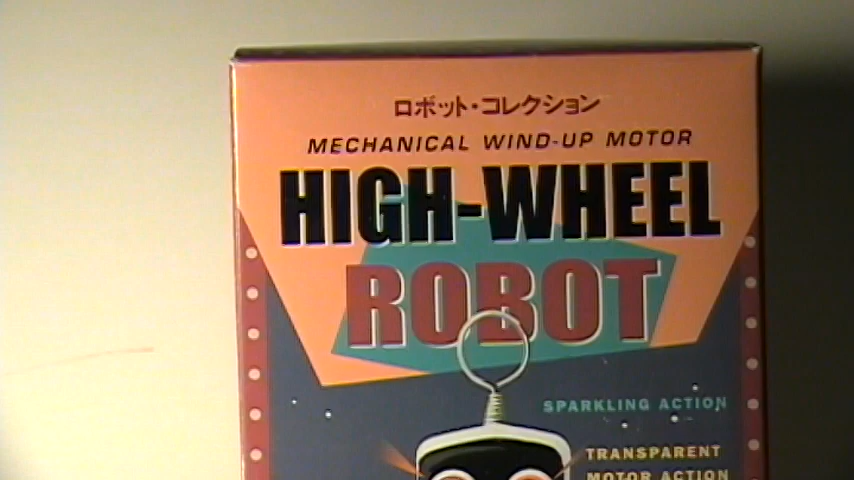 ロボット・コレクション
MECHANICAL WIND-UP MOTOR
HIGH-WHEEL
ROBOT
SPARKLING ACTION
TRANSPARENT
MOTOR ACTION